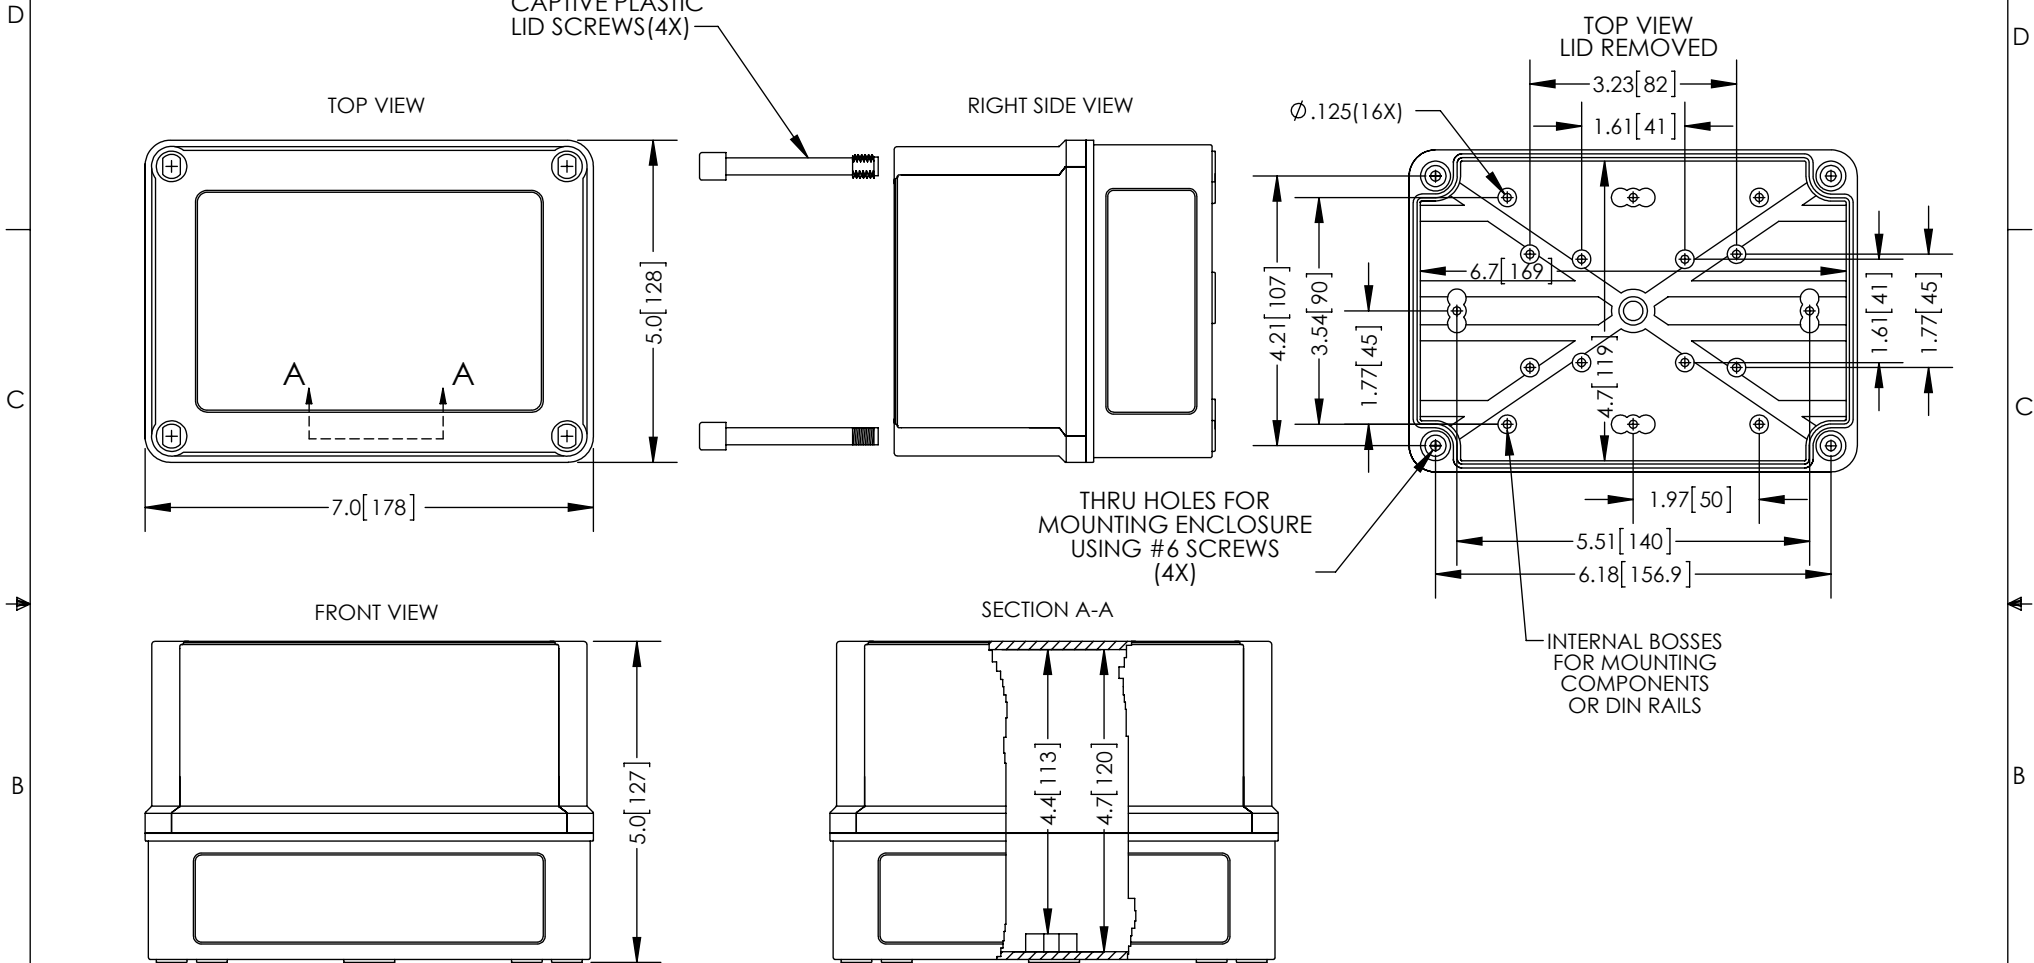 D
CAPTIVE PLASTIC
LID SCREWS(4X)
TOP VIEW
LID REMOVED
D
3.23[82]
TOP VIEW
RIGHT SIDE VIEW
Ø.125(16X)
1.61[41]
5.0[128]
6.7[169]
4.21[107]
3.54[90]
1.77[45]
1.61[41]
1.77[45]
4.7[119]
A
A
C
C
7.0[178]
1.97[50]
THRU HOLES FOR
MOUNTING ENCLOSURE
USING #6 SCREWS
(4X)
5.51[140]
6.18[156.9]
FRONT VIEW
SECTION A-A
INTERNAL BOSSES
FOR MOUNTING
COMPONENTS
OR DIN RAILS
5.0[127]
4.4[113]
4.7[120]
B
B